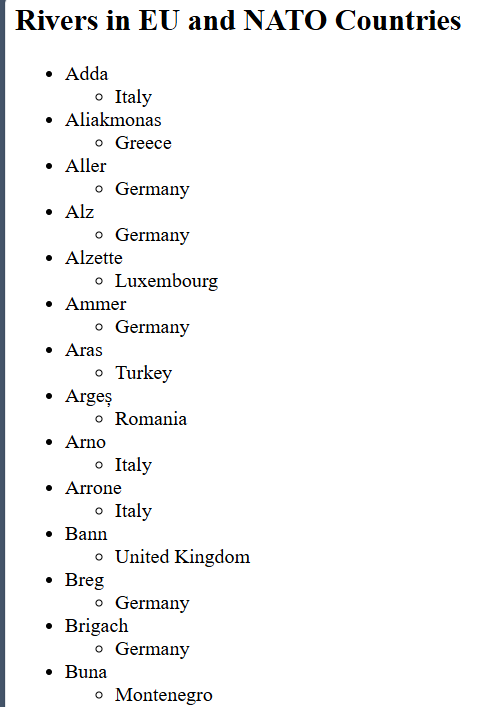 Rivers in EU and NATO Countries
Adda
Italy
Aliakmonas
Greece
Aller
Germany
Alz
Germany
Alzette
Luxembourg
Ammer
Germany
Aras
Turkey
Argeș
Romania
Arno
Italy
Arrone
Italy
Bann
United Kingdom
Breg
Germany
Brigach
Germany
Buna
Montenegro